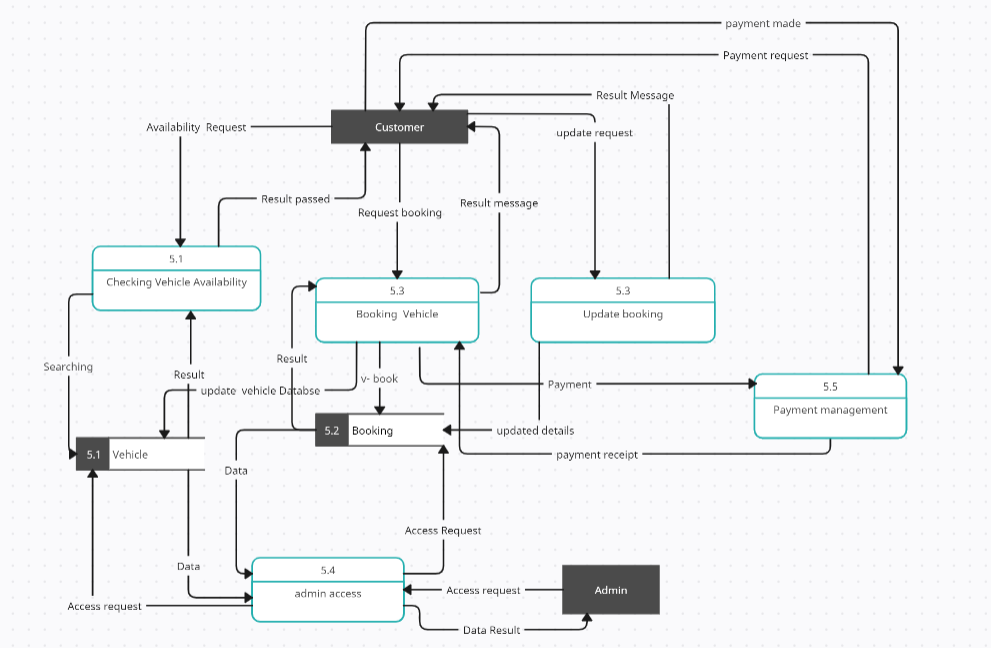 payment made
Payment request
Result Message
Availability Request
Customer
update request
Result passed
Request booking
Result message
5.1
Checking Vehicle Availability
5.3
Booking Vehicle
5.3
Update booking
Searching
Result
Result
update vehicle Databse
v- book
Payment
5.5
Payment management
5.2
Booking
updated details
5.1
Vehicle
payment receipt
Data
Access Request
Data
5.4
admin access
Access request
Admin
Access request
Data Result